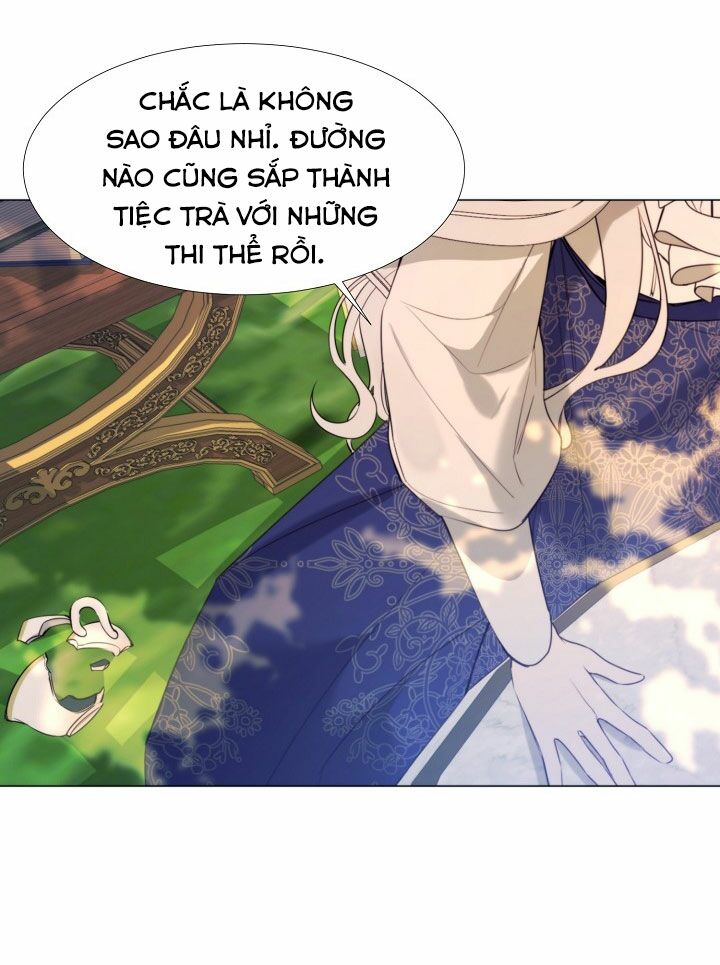 CHẮC LÀ KHÔNG
SAO ĐÂU NHỈ. ĐƯỜNG
NÀO CŨNG SẮP THÀNH
TIỆC TRÀ VỚI NHỮNG
THI THỂ RỒI.